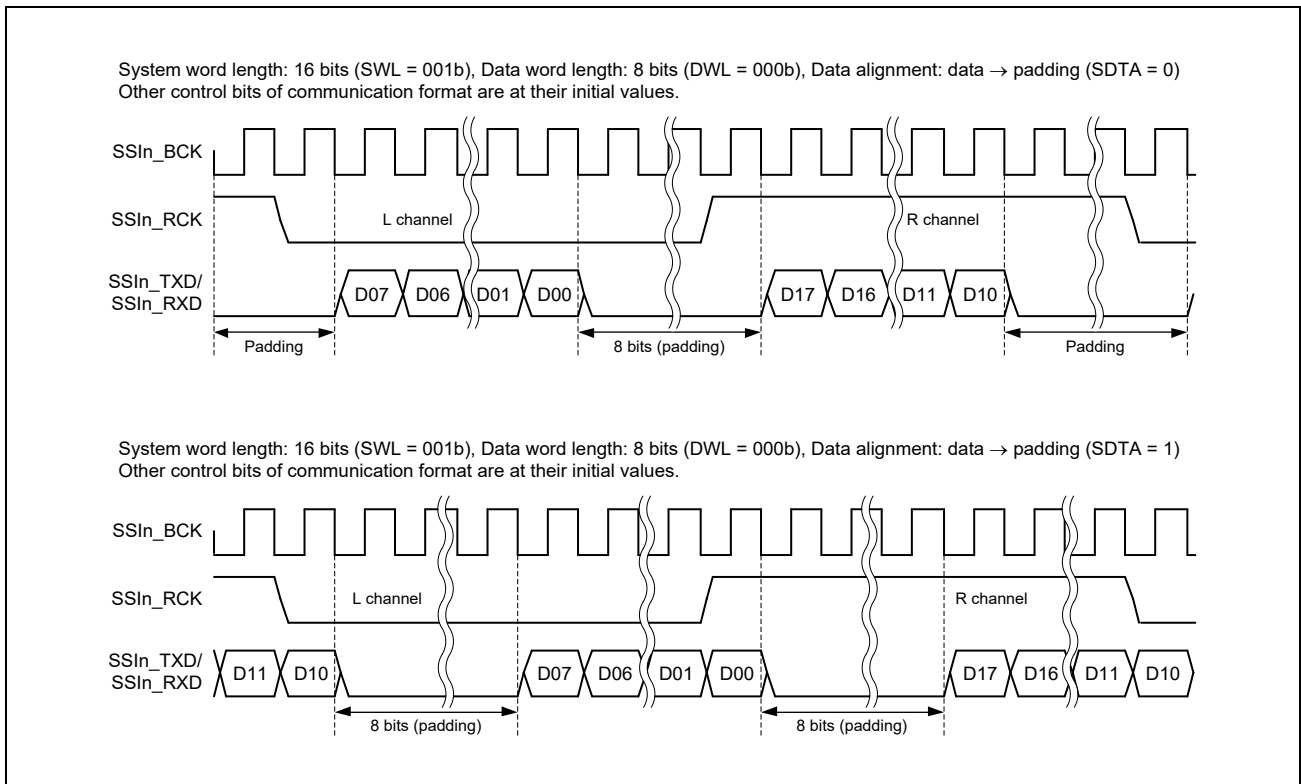 System word length: 16 bits (SWL = 001b), Data word length: 8 bits (DWL = 000b), Data alignment: data → padding (SDTA = 0)
Other control bits of communication format are at their initial values.
SSIn_BCK
SSIn_RCK
L channel
R channel
SSIn_TXD/
SSIn_RXD
D07 D06 D01 D00 D17 D16 D11 D10
Padding
8 bits (padding)
Padding
System word length: 16 bits (SWL = 001b), Data word length: 8 bits (DWL = 000b), Data alignment: data → padding (SDTA = 1)
Other control bits of communication format are at their initial values.
SSIn_BCK
SSIn_RCK
L channel
R channel
SSIn_TXD/
SSIn_RXD
D11 D10 D07 D06 D01 D00 D17 D16 D11 D10
8 bits (padding)
8 bits (padding)